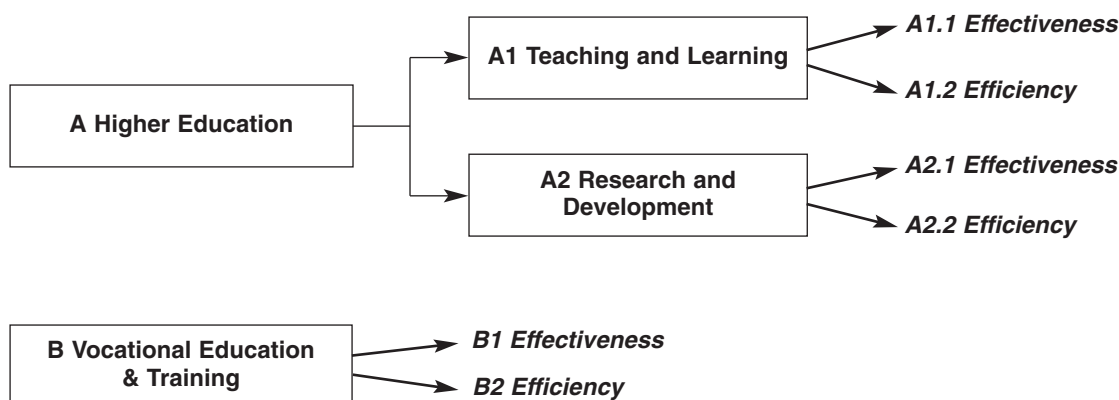 A Higher Education
A1 Teaching and Learning
A1.1 Effectiveness
A1.2 Efficiency
A2 Research and
Development
A2.1 Effectiveness
A2.2 Efficiency
B Vocational Education
& Training
B1 Effectiveness
B2 Efficiency